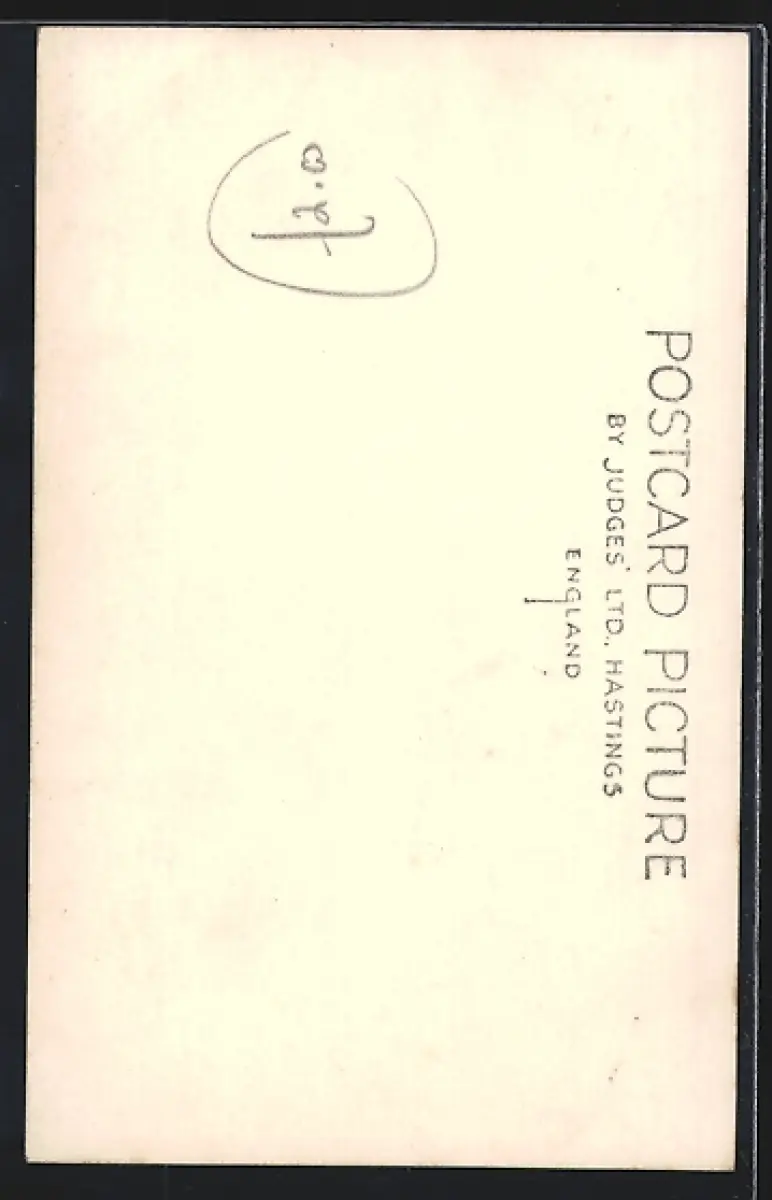 POSTCARD PICTURE
BY JUDGES' LTD., HASTINGS
ENGLAND